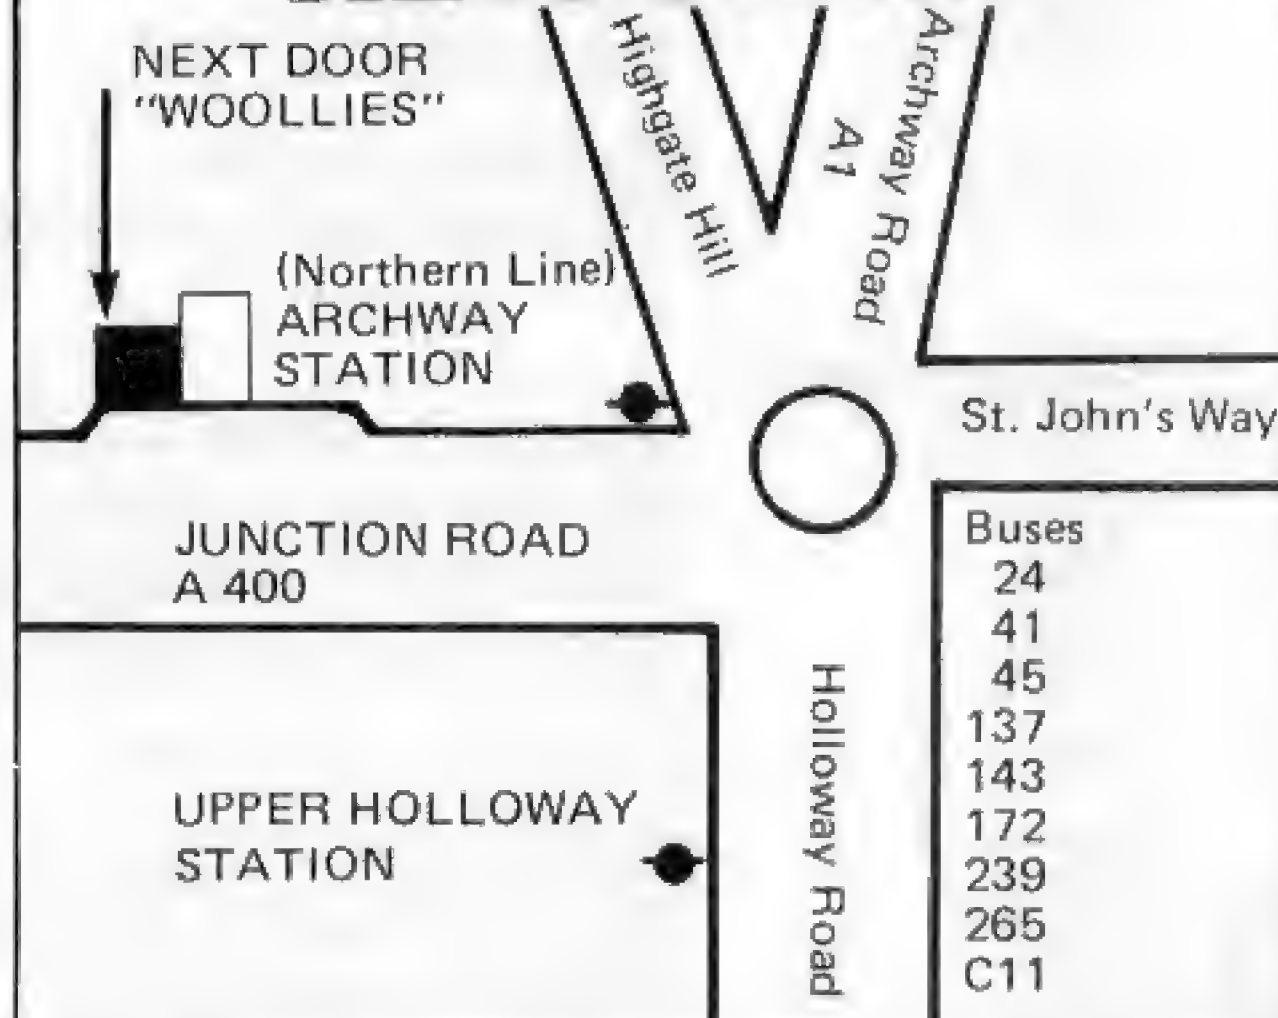 NEXT DOOR
"WOOLLIES"
Highgate Hill
A1
Archway Road
(Northern Line)
ARCHWAY
STATION
St. John's Way
JUNCTION ROAD
A 400
Buses
24
41
45
137
143
172
239
265
C11
Holloway Road
UPPER HOLLOWAY
STATION